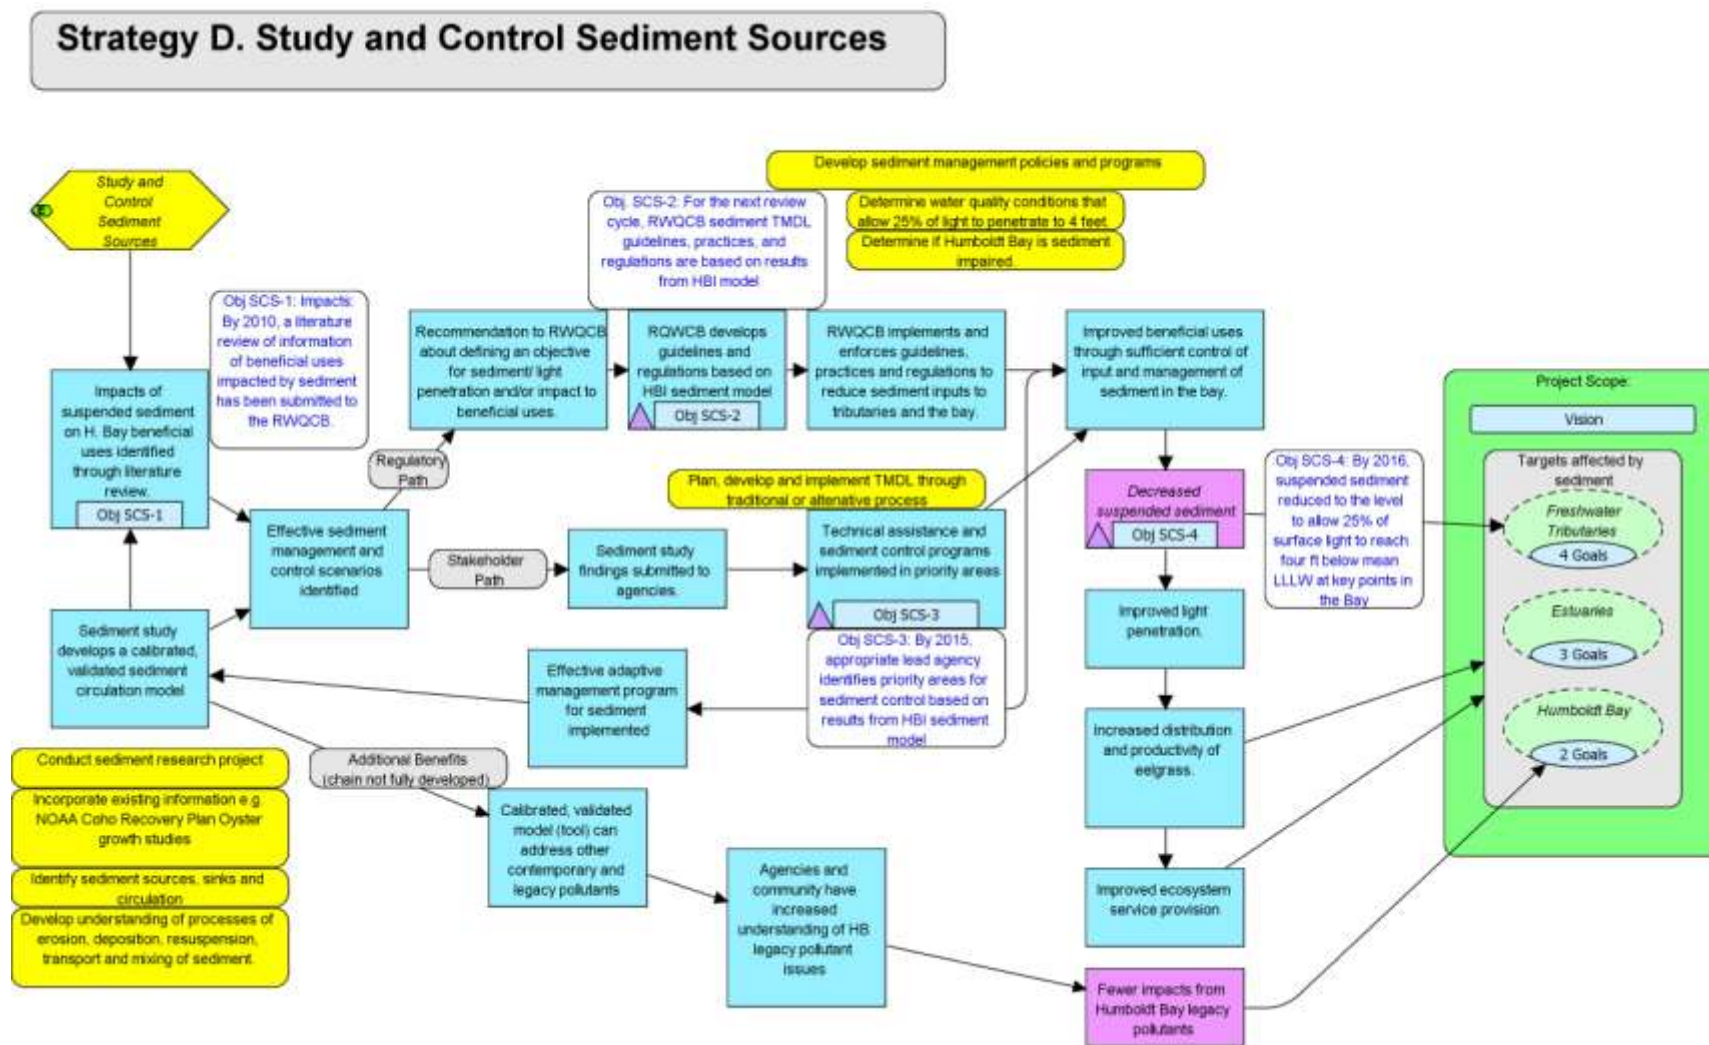 Strategy D. Study and Control Sediment Sources
Study and
Control
Sediment
Sources
Develop sediment management policies and programs
Determine water quality conditions that
allow 25% of light to penetrate to 4 feet.
Determine if Humboldt Bay is sediment
impaired.
Obj. SCS-2: For the next review
cycle, RWQCB sediment TMDL
guidelines, practices, and
regulations are based on results
from HBI model
Obj SCS-1: Impacts:
By 2010, a literature
review of information
of beneficial uses
impacted by sediment
has been submitted to
the RWQCB.
Impacts of
suspended sediment
on H. Bay beneficial
uses identified
through literature
review.
Obj SCS-1
Recommendation to RWQCB
about defining an objective
for sediment/ light
penetration and/or impact to
beneficial uses.
RQWCB develops
guidelines and
regulations based on
HBI sediment model
Obj SCS-2
RWQCB implements and
enforces guidelines,
practices and regulations to
reduce sediment inputs to
tributaries and the bay.
Improved beneficial uses
through sufficient control of
input and management of
sediment in the bay.
Project Scope:
Vision
Targets affected by
sediment
Freshwater
Tributaries
4 Goals
Estuaries
3 Goals
Humboldt Bay
2 Goals
Regulatory
Path
Plan, develop and implement TMDL through
traditional or altenative process
Decreased
suspended sediment
Obj SCS-4
Obj SCS-4: By 2016,
suspended sediment
reduced to the level
to allow 25% of
surface light to reach
four ft below mean
LLLW at key points in
the Bay
Effective sediment
management and
control scenarios
identified
Stakeholder
Path
Sediment study
findings submitted to
agencies.
Technical assistance and
sediment control programs
implemented in priority areas
Obj SCS-3
Obj SCS-3: By 2015,
appropriate lead agency
identifies priority areas for
sediment control based on
results from HBI sediment
model
Improved light
penetration.
Sediment study
develops a calibrated,
validated sediment
circulation model
Effective adaptive
management program
for sediment
implemented
Increased distribution
and productivity of
eelgrass.
Conduct sediment research project
Incorporate existing information e.g.
NOAA Coho Recovery Plan Oyster
growth studies
Identify sediment sources, sinks and
circulation
Develop understanding of processes of
erosion, deposition, resuspension,
transport and mixing of sediment.
Additional Benefits
(chain not fully developed)
Calibrated, validated
model (tool) can
address other
contemporary and
legacy pollutants
Agencies and
community have
increased
understanding of HB
legacy pollutant
issues
Improved ecosystem
service provision
Fewer impacts from
Humboldt Bay legacy
pollutants